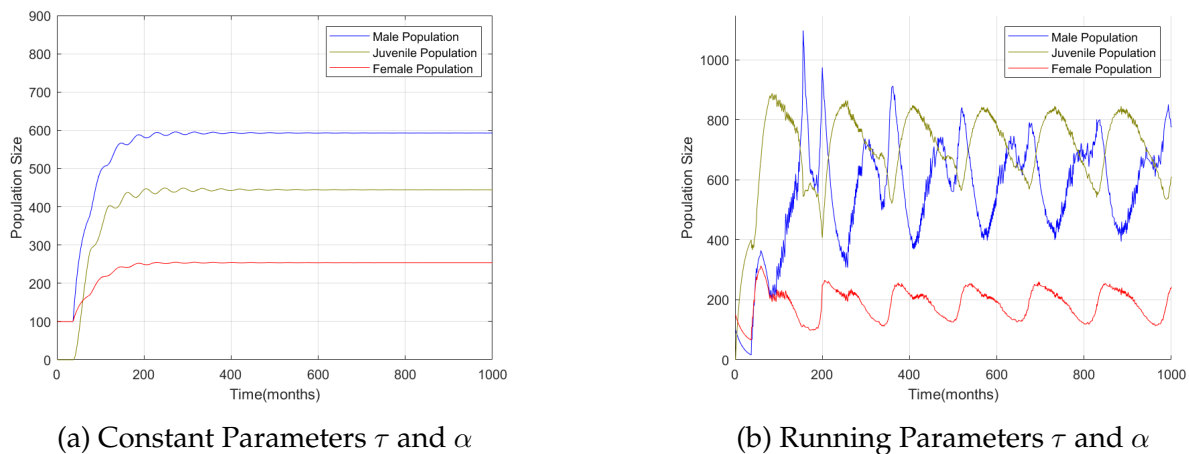 900
800
700
600
500
400
300
200
100
0
Population Size
0 200 400 600 800 1000
Time(months)
Male Population
Juvenile Population
Female Population
(a) Constant Parameters τ and α
1000
800
600
400
200
0
Population Size
0 200 400 600 800 1000
Time(months)
Male Population
Juvenile Population
Female Population
(b) Running Parameters τ and α